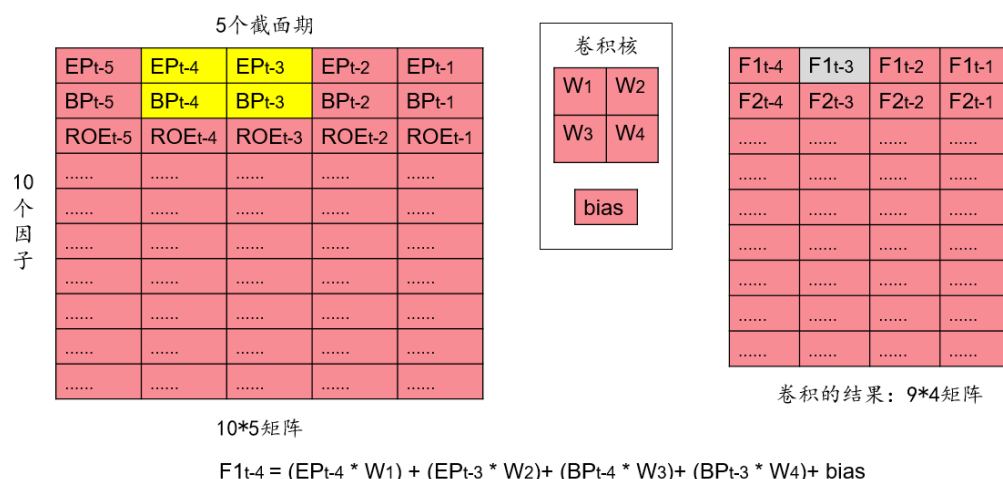 5个截面期
EPt-5 EPt-4 EPt-3 EPt-2 EPt-1
BPt-5 BPt-4 BPt-3 BPt-2 BPt-1
ROEt-5 ROEt-4 ROEt-3 ROEt-2 ROEt-1
...... ...... ...... ...... ......
...... ...... ...... ...... ......
...... ...... ...... ...... ......
...... ...... ...... ...... ......
...... ...... ...... ...... ......
...... ...... ...... ...... ......
...... ...... ...... ...... ......
10个因子
10*5矩阵
卷积核
W1 W2
W3 W4
bias
F1t-4 F1t-3 F1t-2 F1t-1
F2t-4 F2t-3 F2t-2 F2t-1
...... ...... ...... ......
...... ...... ...... ......
...... ...... ...... ......
...... ...... ...... ......
...... ...... ...... ......
...... ...... ...... ......
...... ...... ...... ......
卷积的结果：9*4矩阵
F1t-4 = (EPt-4 * W1) + (EPt-3 * W2)+ (BPt-4 * W3)+ (BPt-3 * W4)+ bias